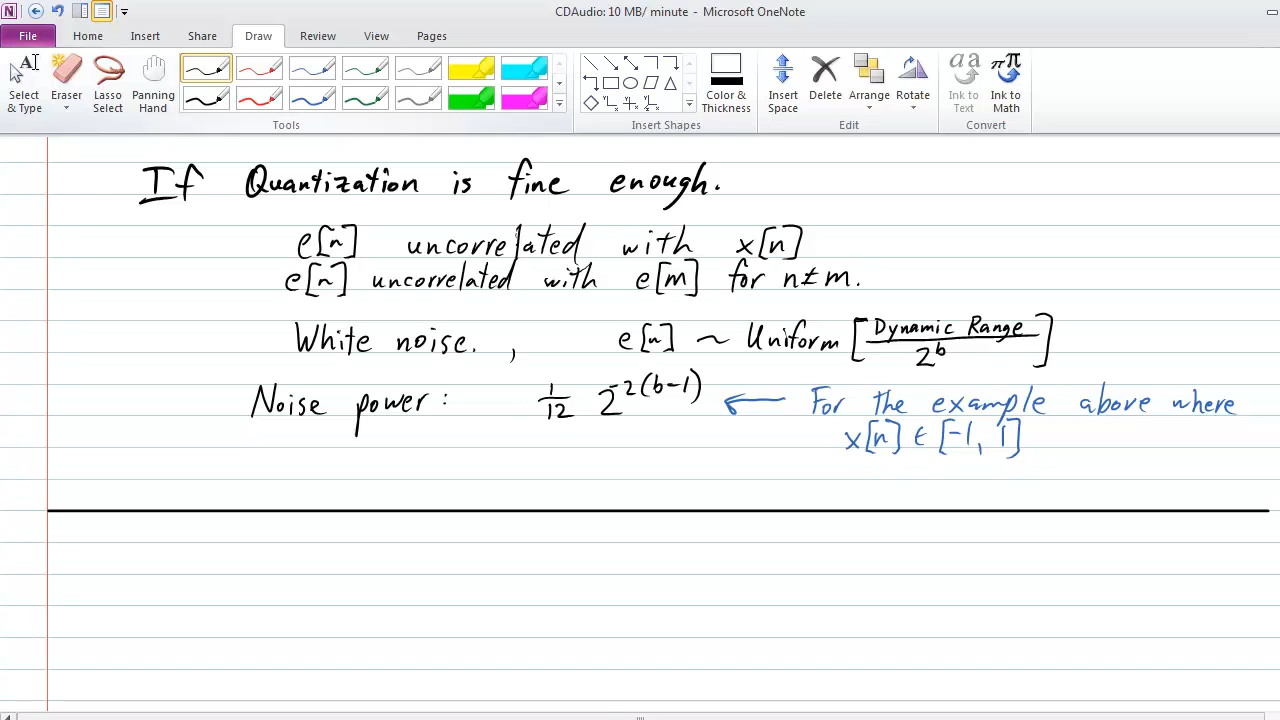 CDAudio: 10 MB/ minute - Microsoft OneNote
File Home Insert Share Draw Review View Pages
Select & Type Eraser Lasso Select Panning Hand Color & Thickness Insert Space Delete Arrange Rotate Ink to Text Ink to Math
Tools Insert Shapes Edit Convert
If Quantization is fine enough.
e[n] uncorrelated with x[n]
e[n] uncorrelated with e[m] for n≠m.
White noise. , e[n] ~ Uniform [Dynamic Range / 2^b]
Noise power: 1/12 2^-2(b-1) ← For the example above where
x[n] ∈ [-1, 1]